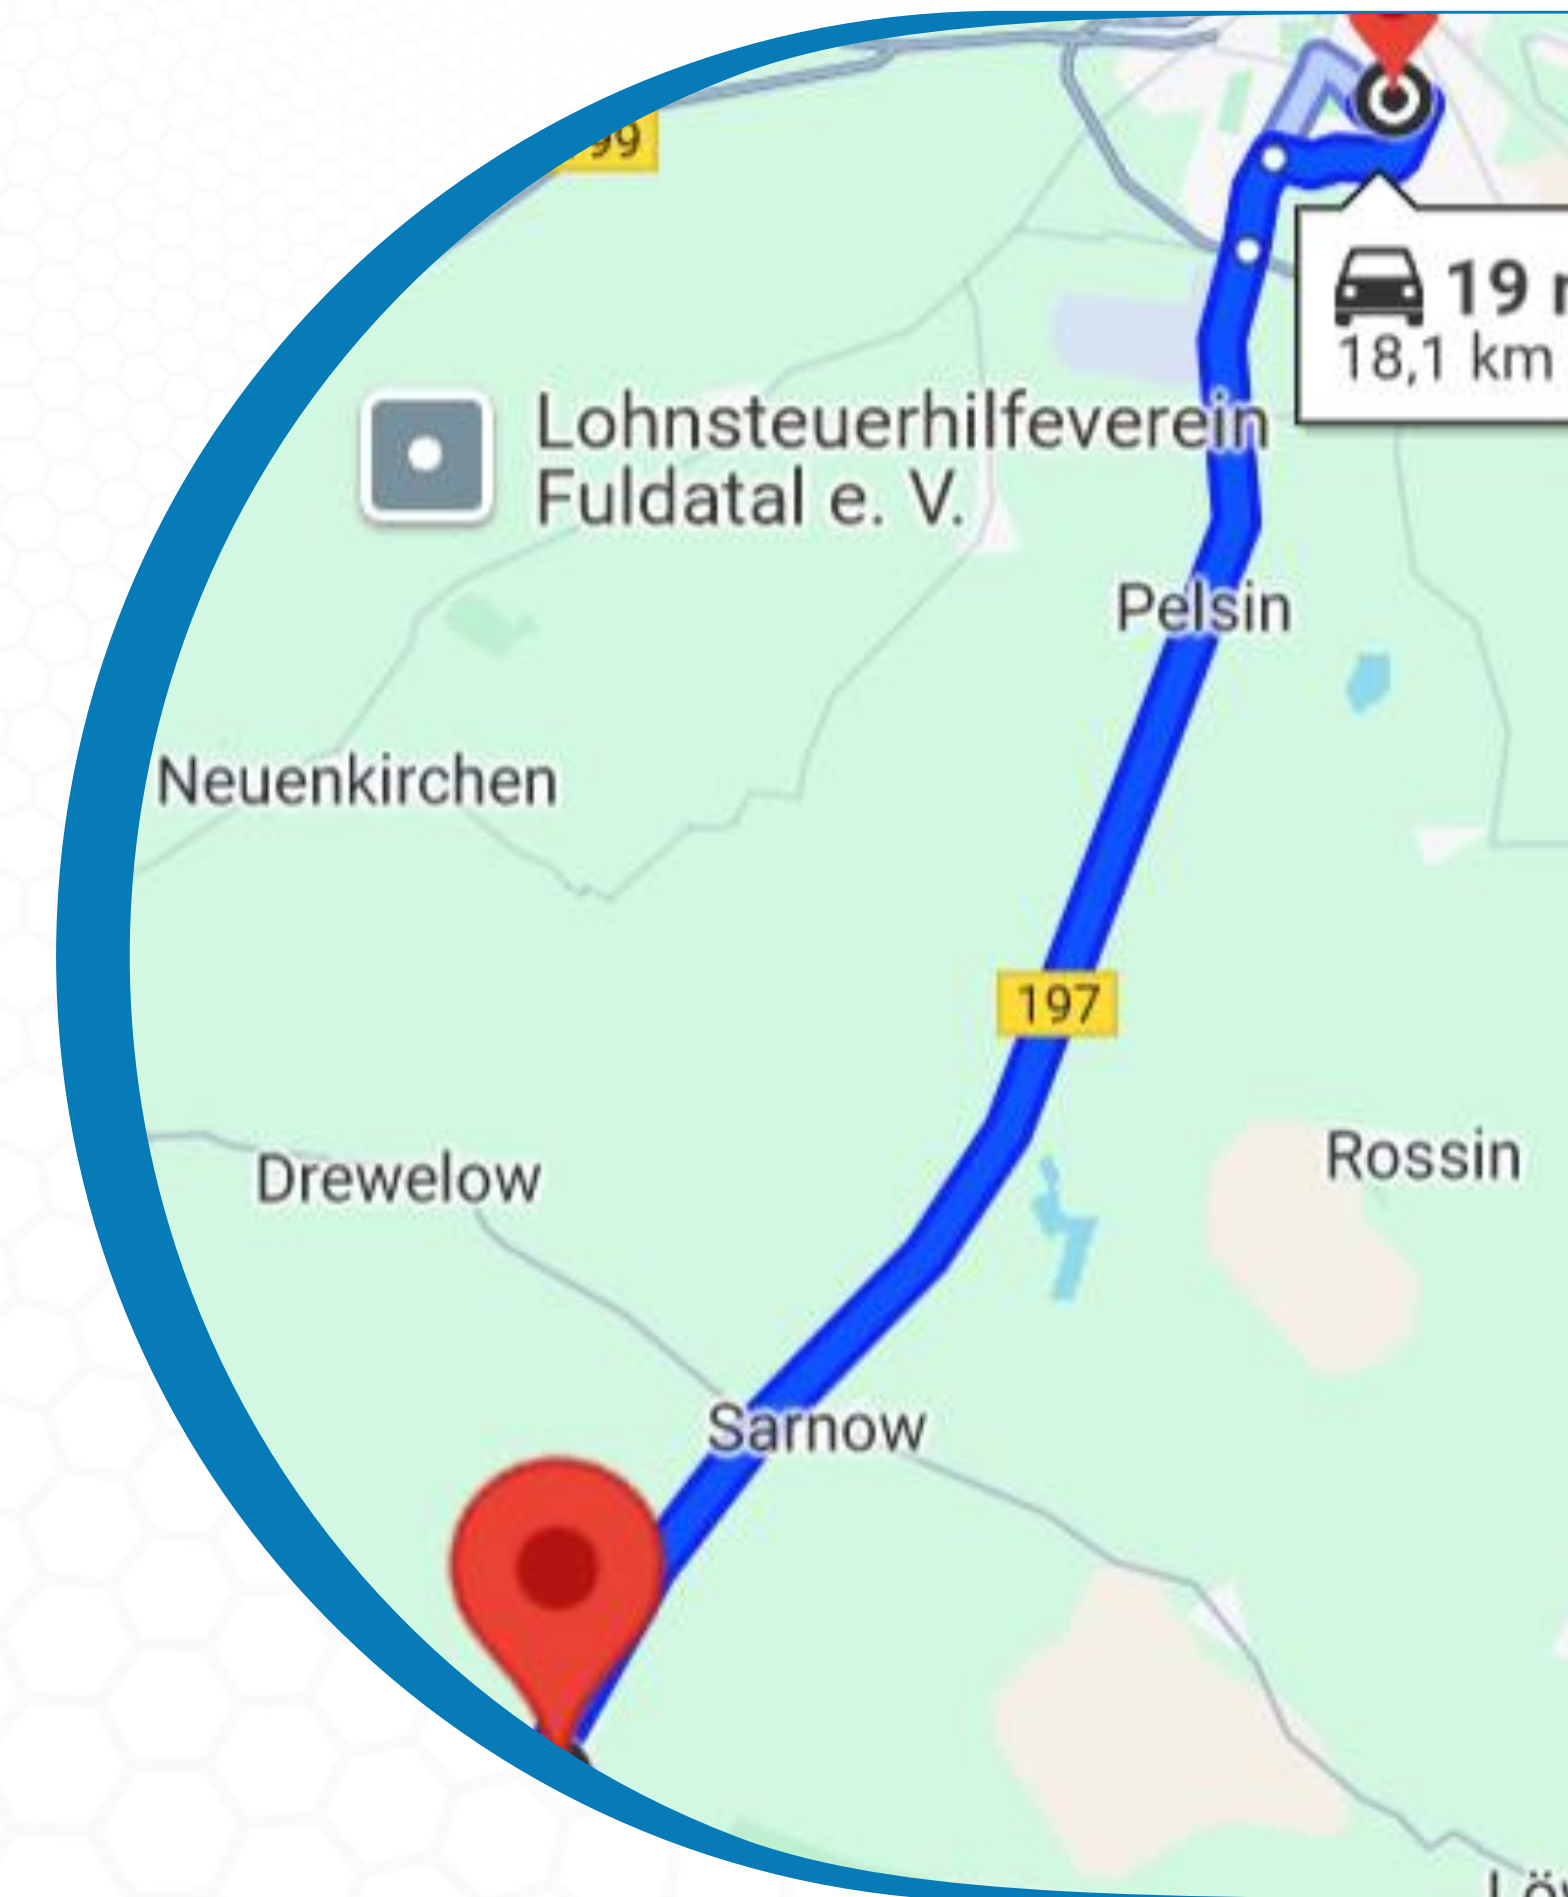 99
19
18,1 km
Lohnsteuerhilfeverein
Fuldatal e. V.
Pelsin
Neuenkirchen
197
Rossin
Drewelow
Sarnow